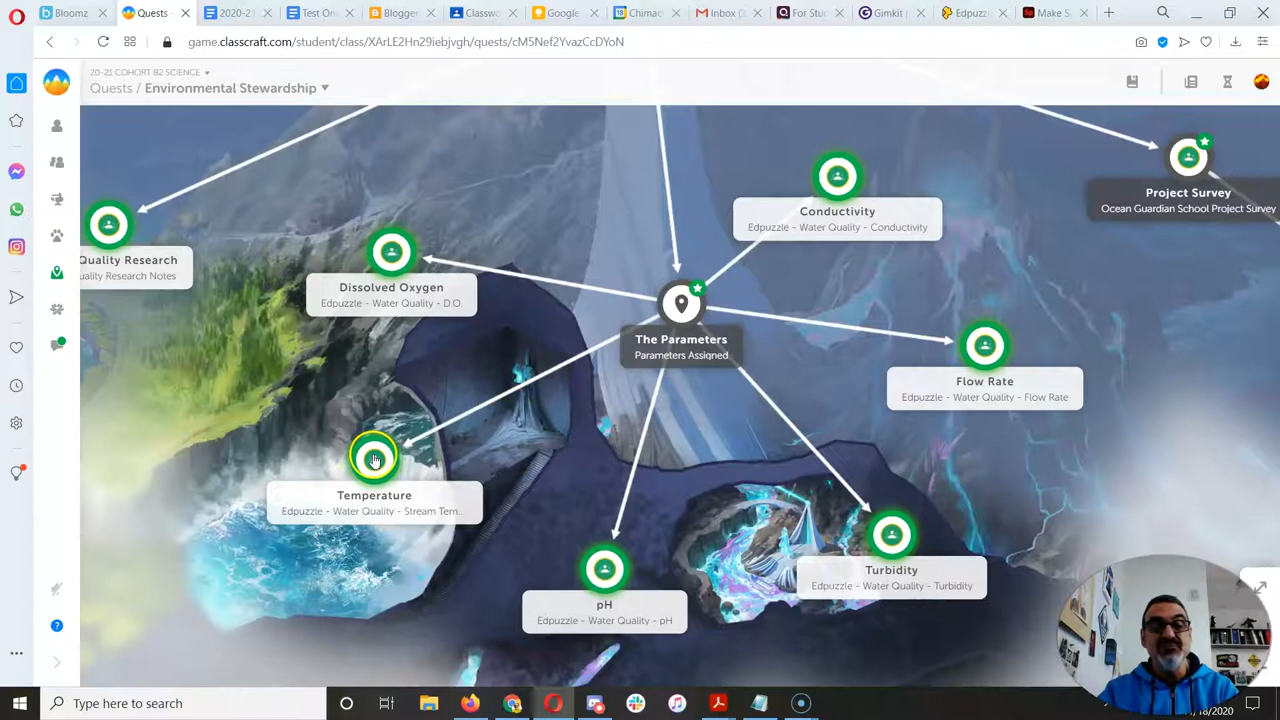 Bloomz
Quests
2020-21
Test On
Blogger
Classwo
Google
Chimac
Inbox (3
For Stu
Gimkit
Edpuzz
Make S
game.classcraft.com/student/class/XArLE2Hn29iebjvgh/quests/cM5Nef2YvazCcDYoN
20-21 COHORT B2 SCIENCE
Quests / Environmental Stewardship
Project Survey
Ocean Guardian School Project Survey
Conductivity
Edpuzzle - Water Quality - Conductivity
Quality Research
uality Research Notes
Dissolved Oxygen
Edpuzzle - Water Quality - D.O.
The Parameters
Parameters Assigned
Flow Rate
Edpuzzle - Water Quality - Flow Rate
Temperature
Edpuzzle - Water Quality - Stream Tem...
Turbidity
Edpuzzle - Water Quality - Turbidity
pH
Edpuzzle - Water Quality - pH
Type here to search
/18/2020